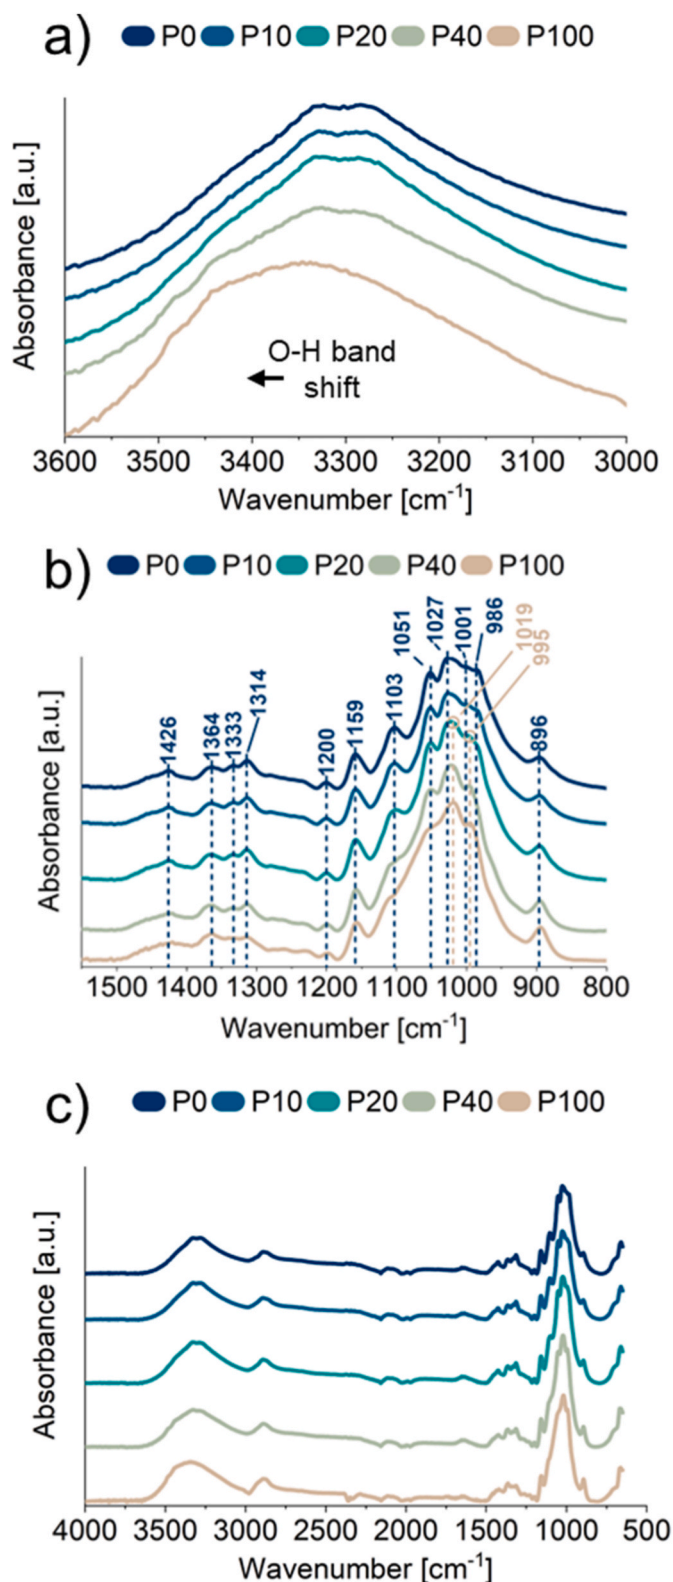 a) P0 P10 P20 P40 P100
Absorbance [a.u.]
O-H band
shift
3600 3500 3400 3300 3200 3100 3000
Wavenumber [cm-1]
b) P0 P10 P20 P40 P100
Absorbance [a.u.]
1426 1364 1333 1314 1200 1159 1103 1051 1027 1001 986 1019 995 896
1500 1400 1300 1200 1100 1000 900 800
Wavenumber [cm-1]
c) P0 P10 P20 P40 P100
Absorbance [a.u.]
4000 3500 3000 2500 2000 1500 1000 500
Wavenumber [cm-1]